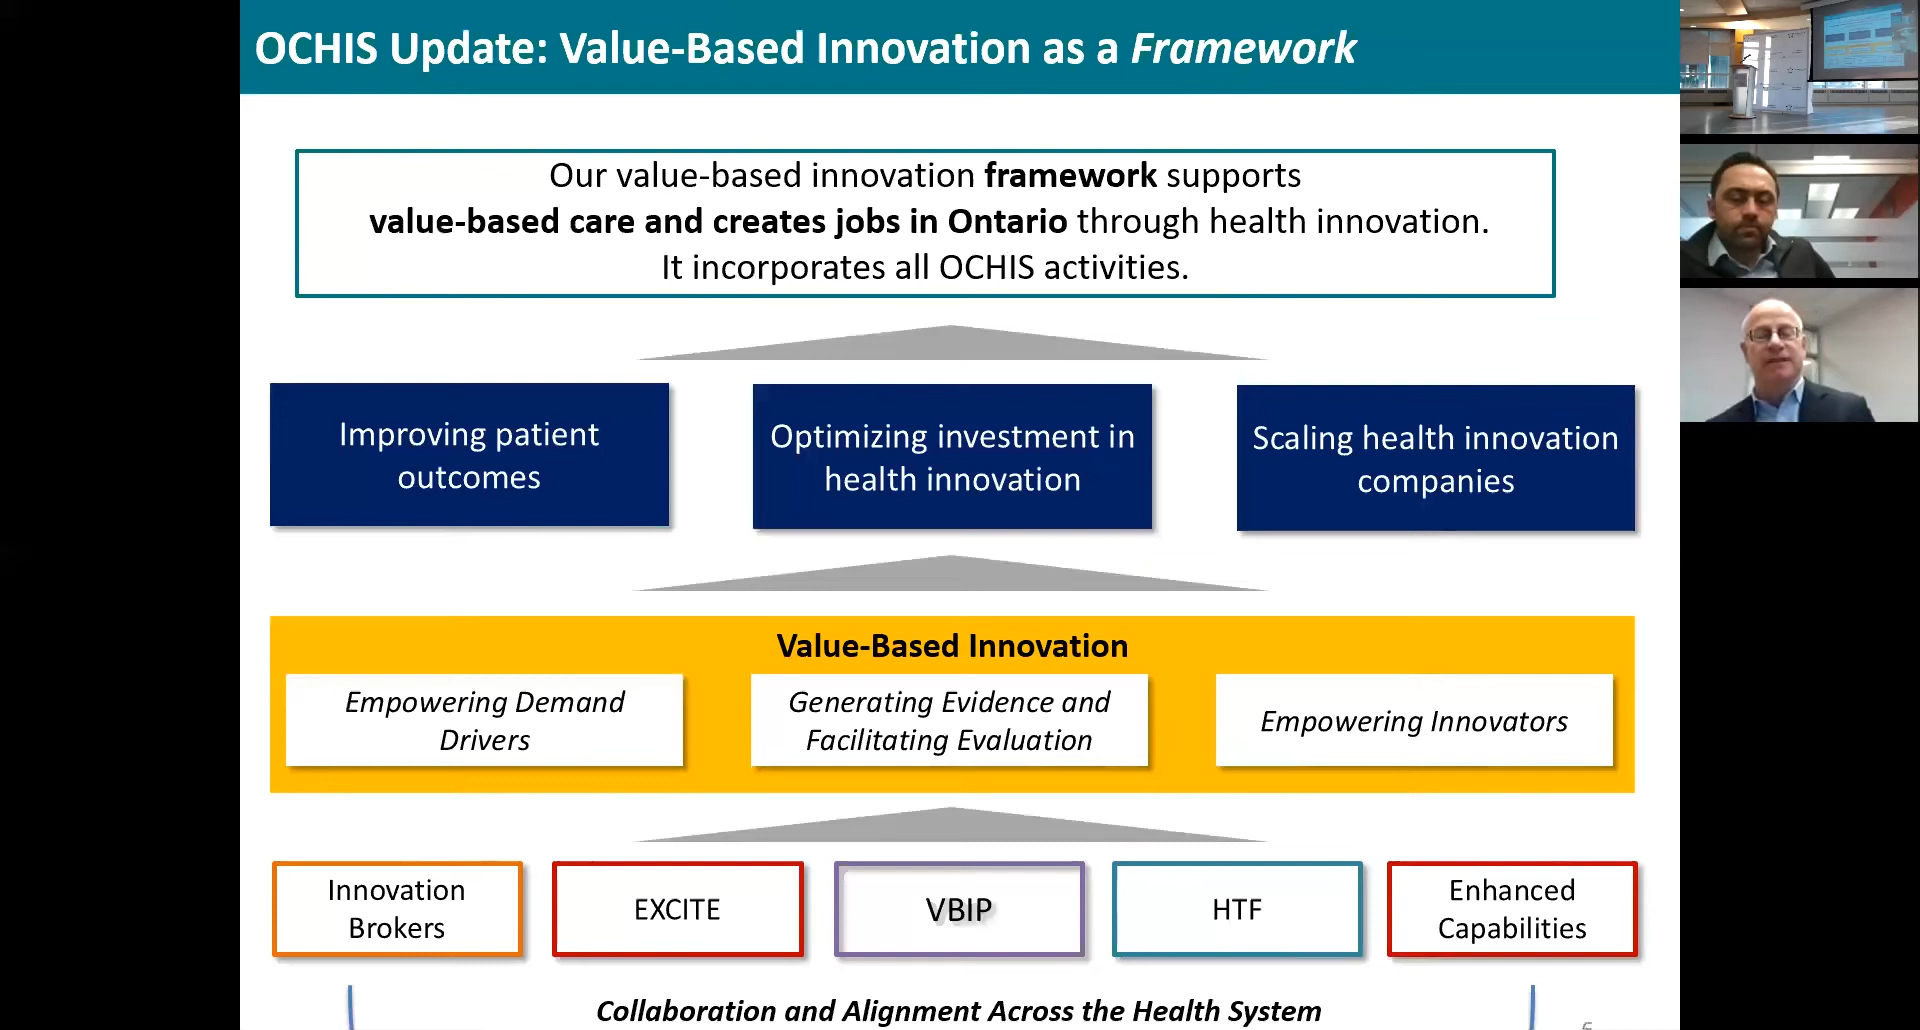 OCHIS Update: Value-Based Innovation as a Framework
Our value-based innovation framework supports
value-based care and creates jobs in Ontario through health innovation.
It incorporates all OCHIS activities.
Improving patient
outcomes
Optimizing investment in
health innovation
Scaling health innovation
companies
Value-Based Innovation
Empowering Demand
Drivers
Generating Evidence and
Facilitating Evaluation
Empowering Innovators
Innovation
Brokers
EXCITE
VBIP
HTF
Enhanced
Capabilities
Collaboration and Alignment Across the Health System